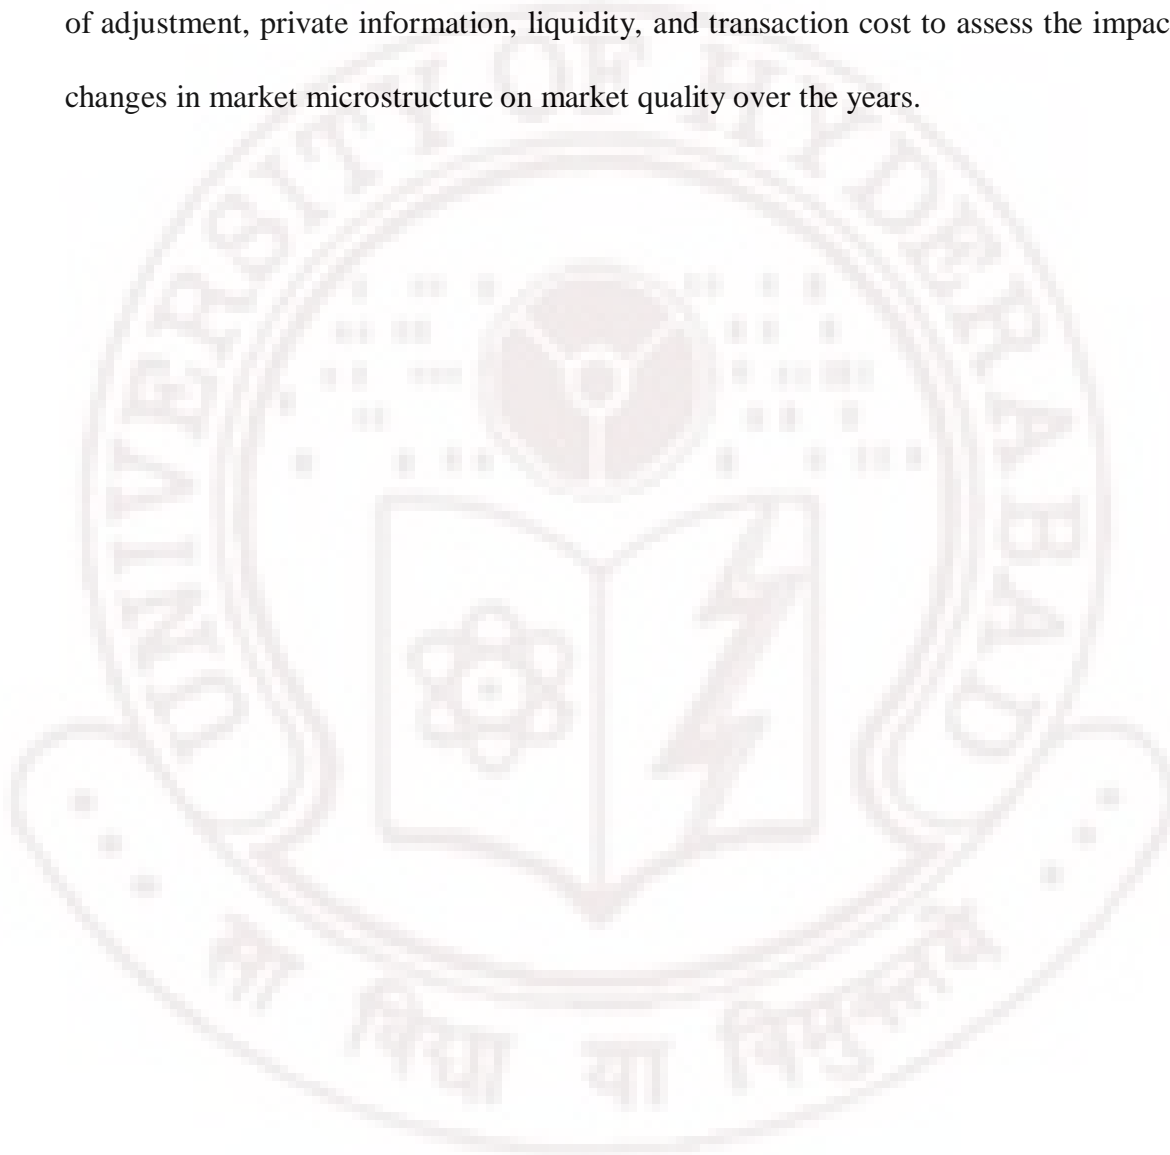 of adjustment, private information, liquidity, and transaction cost to assess the impac
changes in market microstructure on market quality over the years.
UNIVERSITY OF HYDERABAD
सा विद्या या विमुक्तये